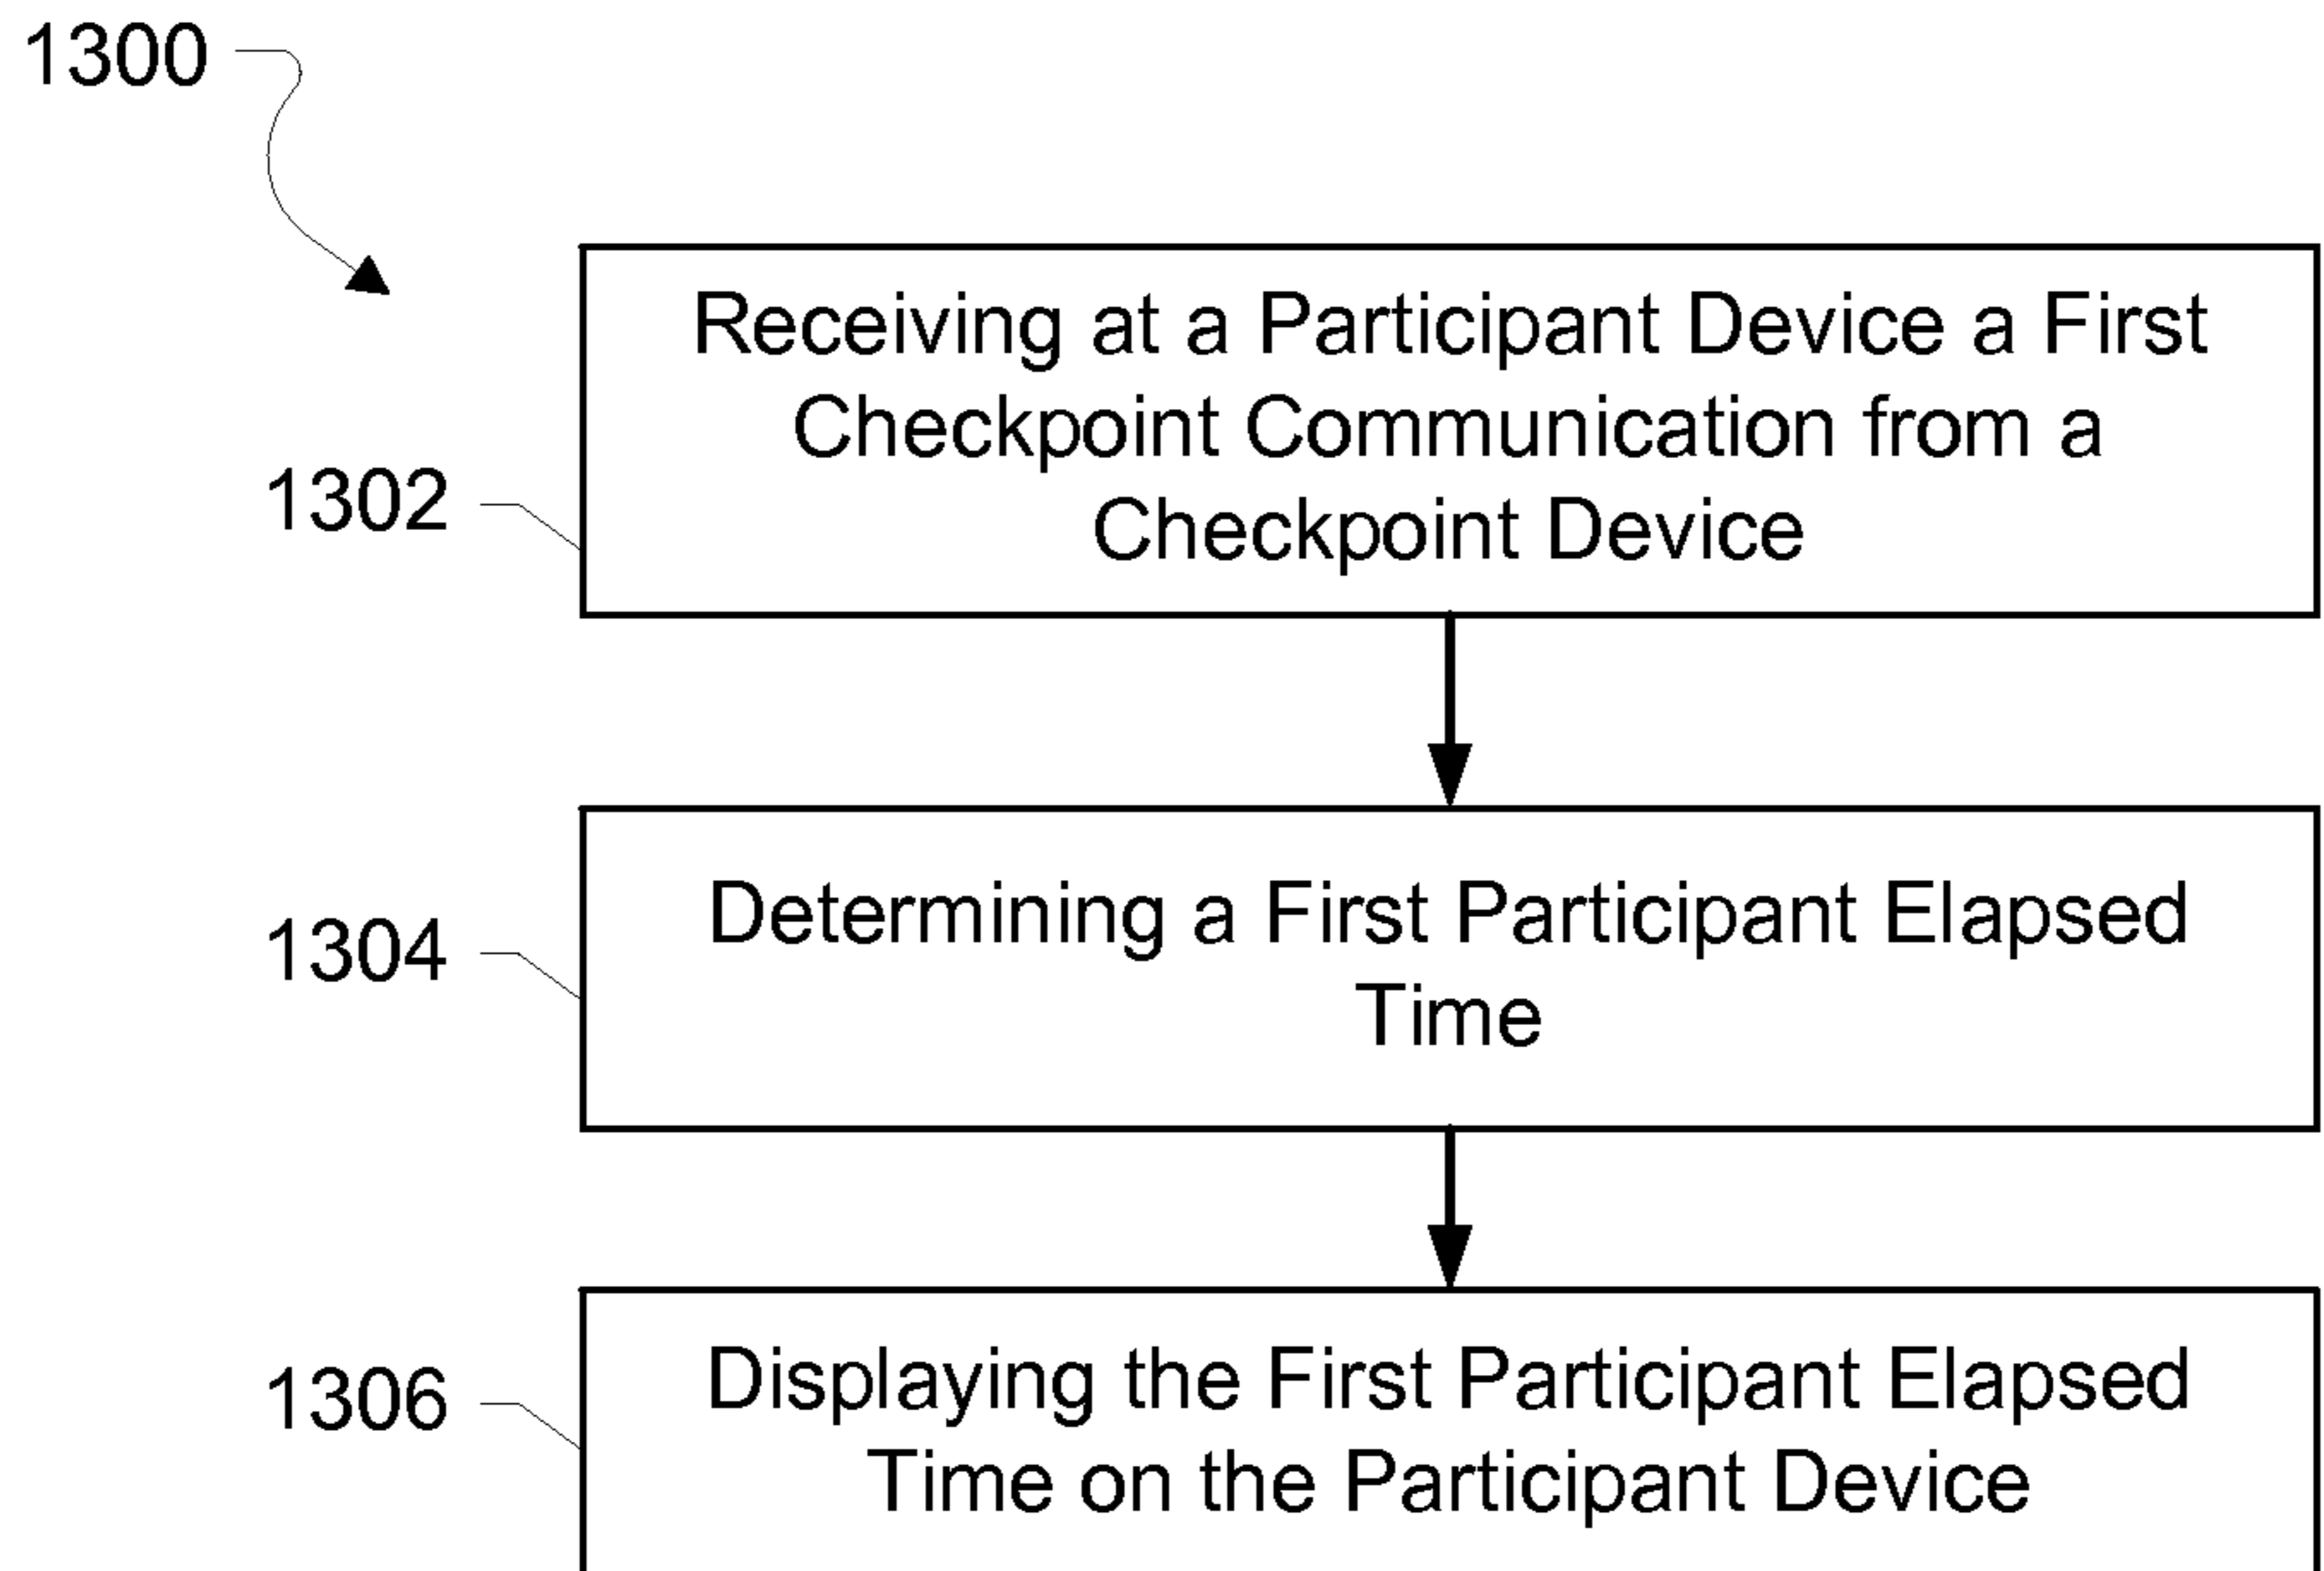 1300
Receiving at a Participant Device a First
Checkpoint Communication from a
Checkpoint Device
1302
Determining a First Participant Elapsed
Time
1304
Displaying the First Participant Elapsed
Time on the Participant Device
1306